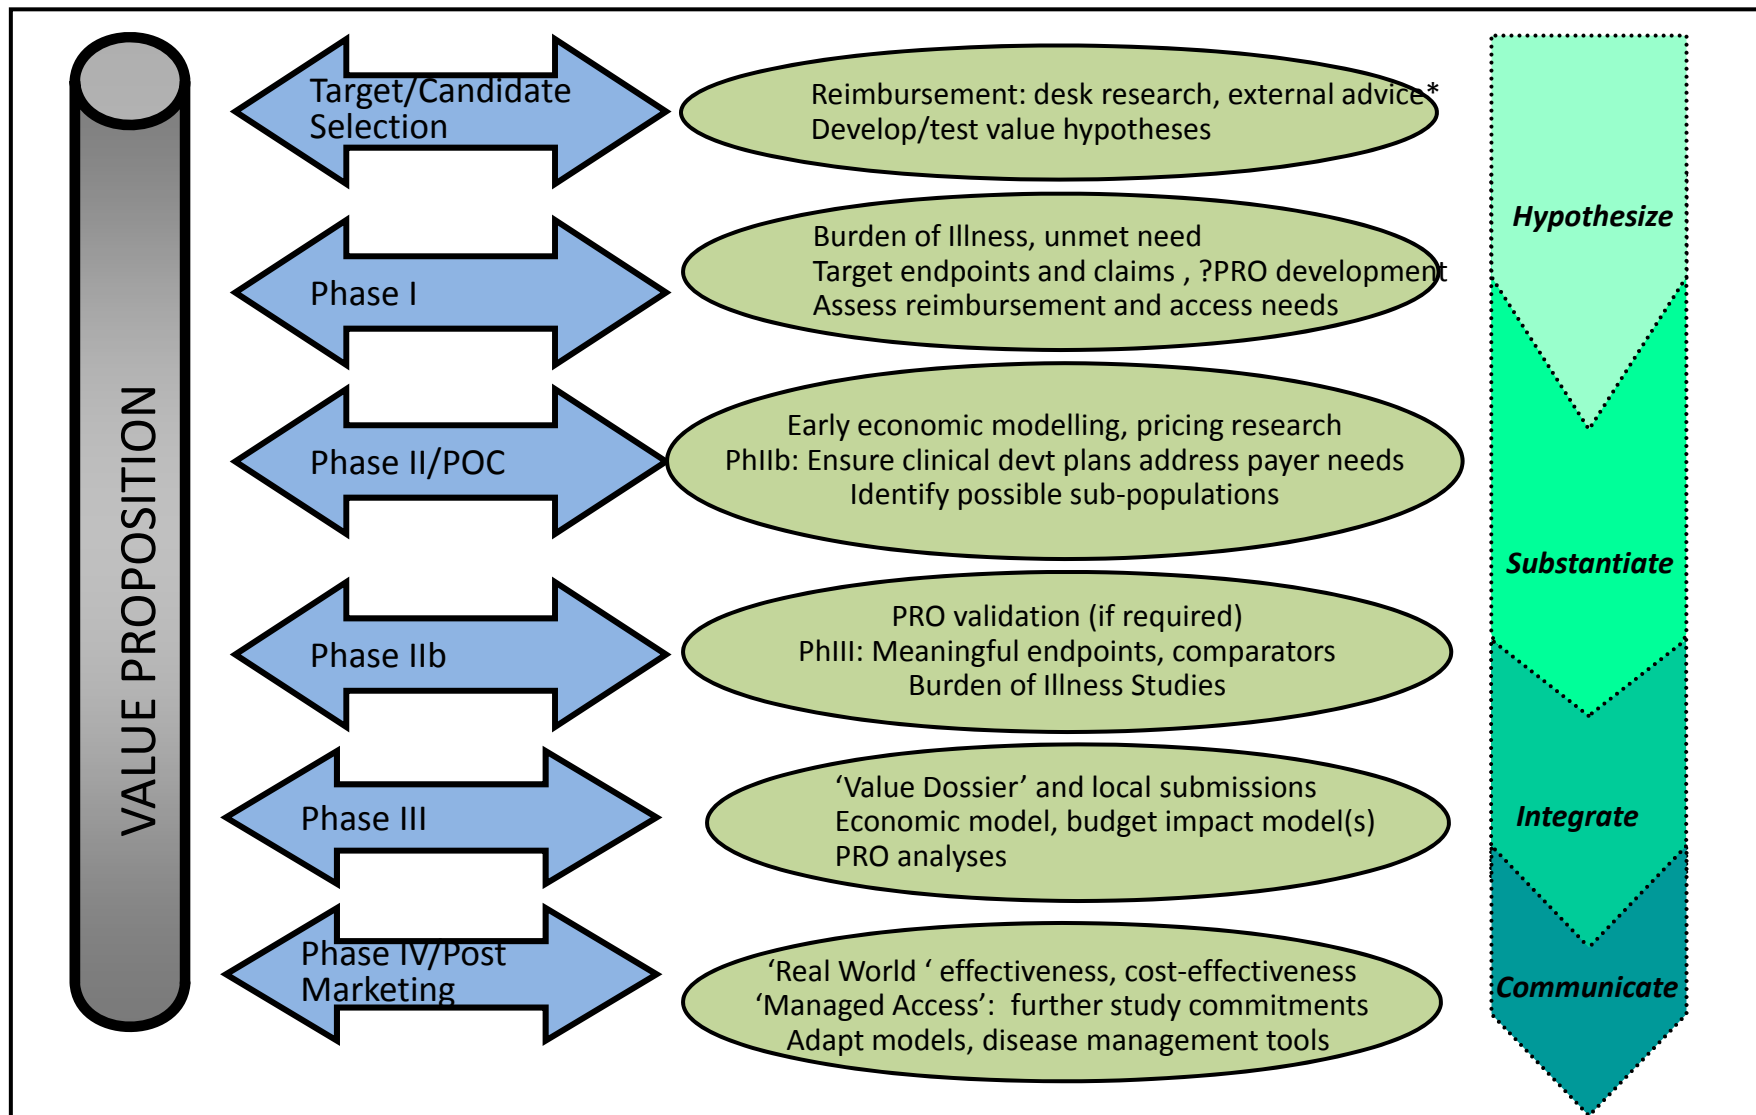 VALUE PROPOSITION
Target/Candidate
Selection
Reimbursement: desk research, external advice*
Develop/test value hypotheses
Hypothesize
Phase I
Burden of Illness, unmet need
Target endpoints and claims , ?PRO development
Assess reimbursement and access needs
Phase II/POC
Early economic modelling, pricing research
PhIIb: Ensure clinical devt plans address payer needs
Identify possible sub-populations
Substantiate
Phase IIb
PRO validation (if required)
PhIII: Meaningful endpoints, comparators
Burden of Illness Studies
Phase III
‘Value Dossier’ and local submissions
Economic model, budget impact model(s)
PRO analyses
Integrate
Phase IV/Post
Marketing
‘Real World ‘ effectiveness, cost-effectiveness
‘Managed Access’:  further study commitments
Adapt models, disease management tools
Communicate